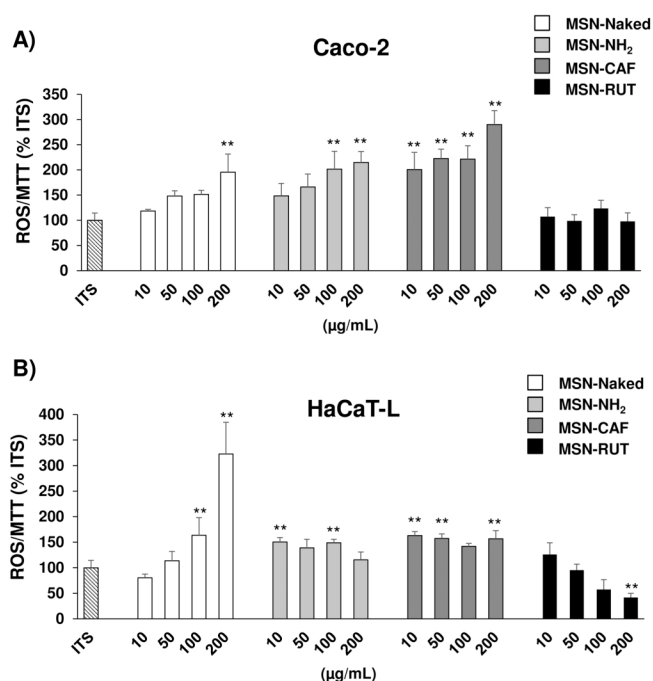 A)
Caco-2
MSN-Naked
MSN-NH₂
MSN-CAF
MSN-RUT
ROS/MTT (% ITS)
350
300
250
200
150
100
50
0
** ** ** ** ** ** **
ITS 10 50 100 200 10 50 100 200 10 50 100 200 10 50 100 200
(µg/mL)
B)
HaCaT-L
MSN-Naked
MSN-NH₂
MSN-CAF
MSN-RUT
ROS/MTT (% ITS)
400
350
300
250
200
150
100
50
0
** ** ** ** ** ** ** **
ITS 10 50 100 200 10 50 100 200 10 50 100 200 10 50 100 200
(µg/mL)